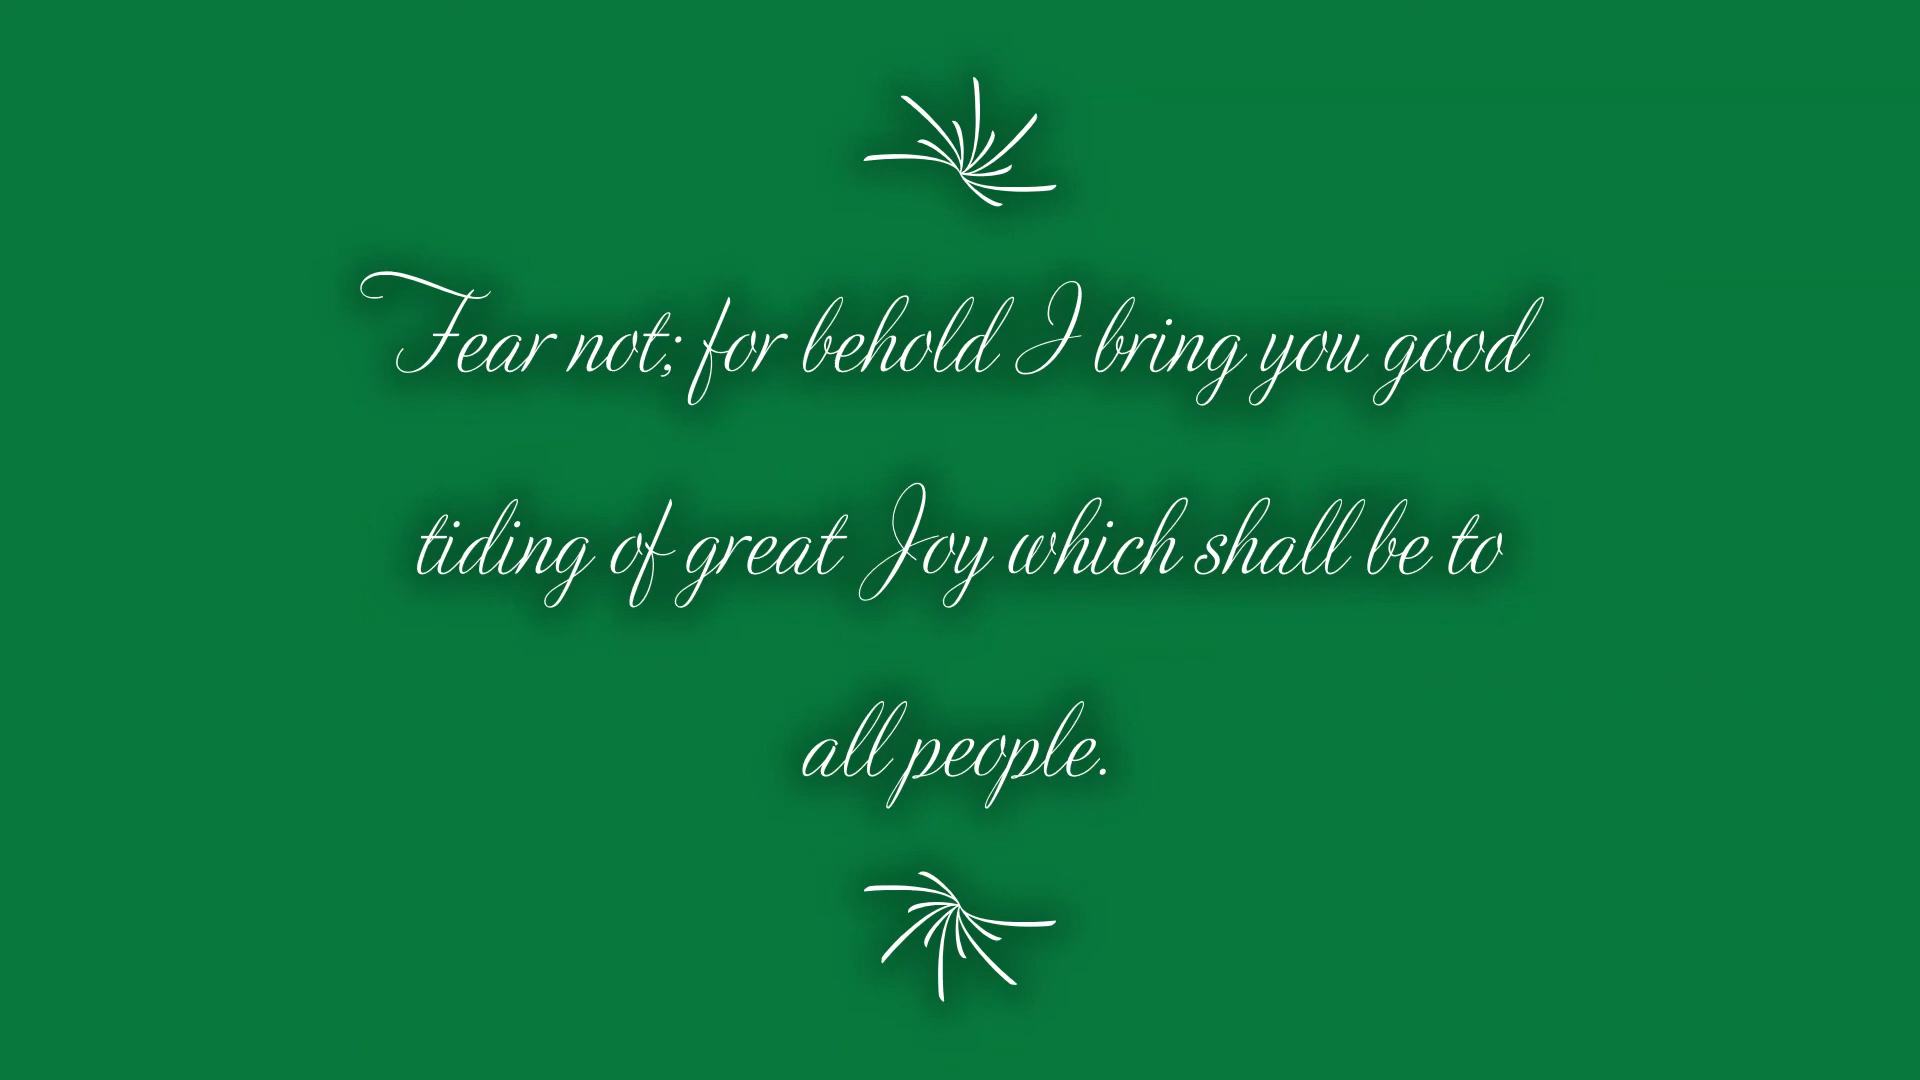 Fear not; for behold I bring you good
tiding of great Joy which shall be to
all people.